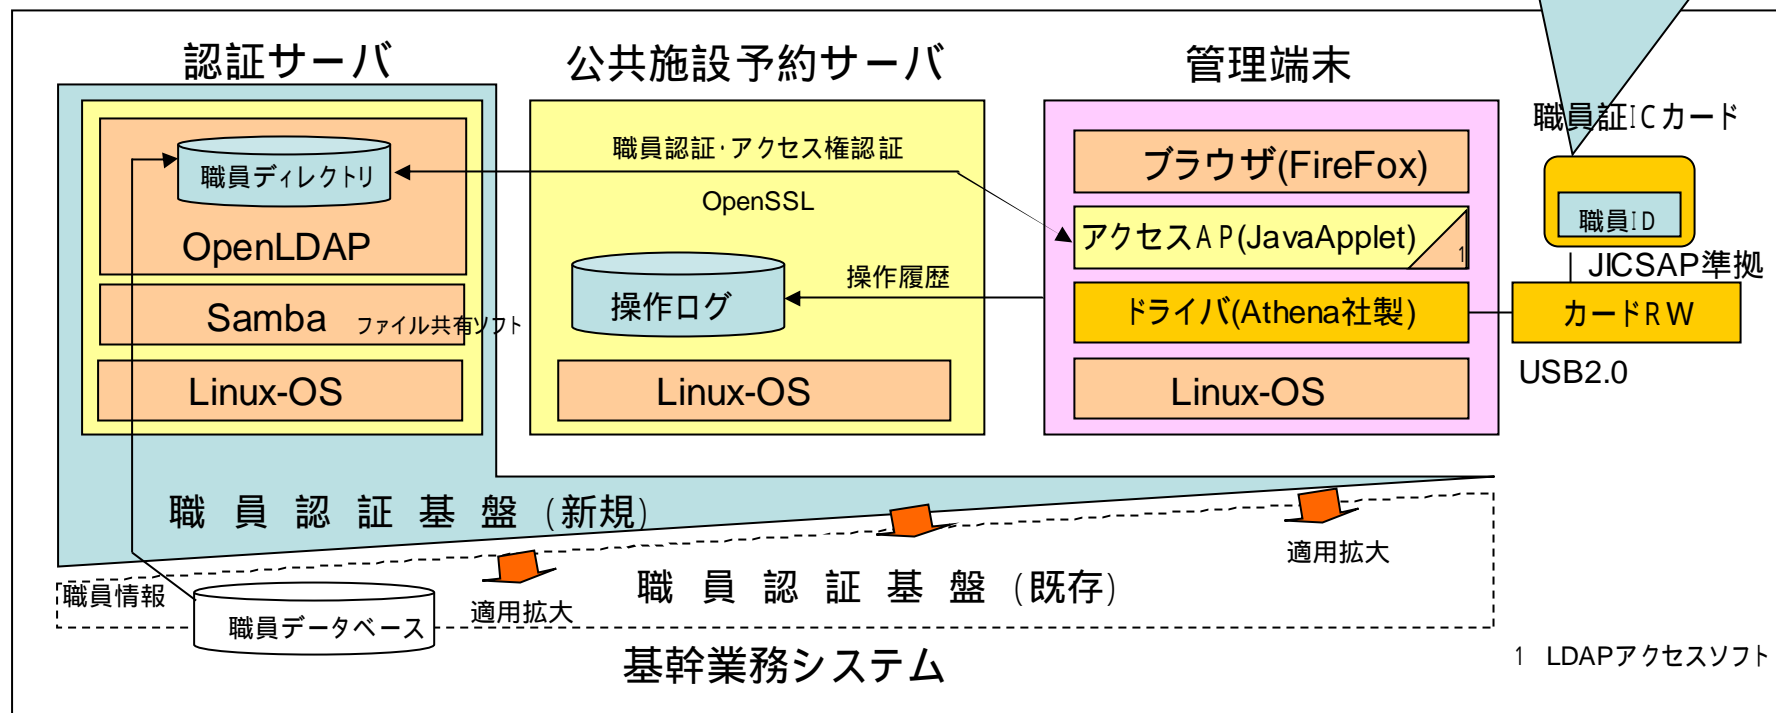 認証サーバ
公共施設予約サーバ
管理端末
職員証ICカード
職員ディレクトリ
OpenLDAP
Samba ファイル共有ソフト
Linux-OS
職員認証・アクセス権認証
OpenSSL
操作履歴
操作ログ
Linux-OS
ブラウザ(FireFox)
アクセスAP(JavaApplet)
1
ドライバ(Athena社製)
Linux-OS
職員ID
JICSAP準拠
カードRW
USB2.0
職員認証基盤(新規)
適用拡大
職員情報
職員データベース
適用拡大
職員認証基盤(既存)
基幹業務システム
1 LDAPアクセスソフト